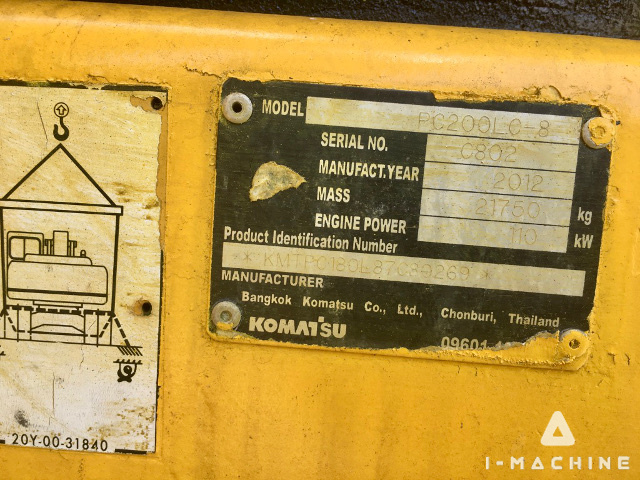 MODEL PC200LC-8
SERIAL NO. C802
MANUFACT.YEAR 2012
MASS 21750 kg
ENGINE POWER 110 kW
Product Identification Number
MANUFACTURER
Bangkok Komatsu Co., Ltd., Chonburi, Thailand
KOMATSU
20Y-00-31840
I-MACHINE